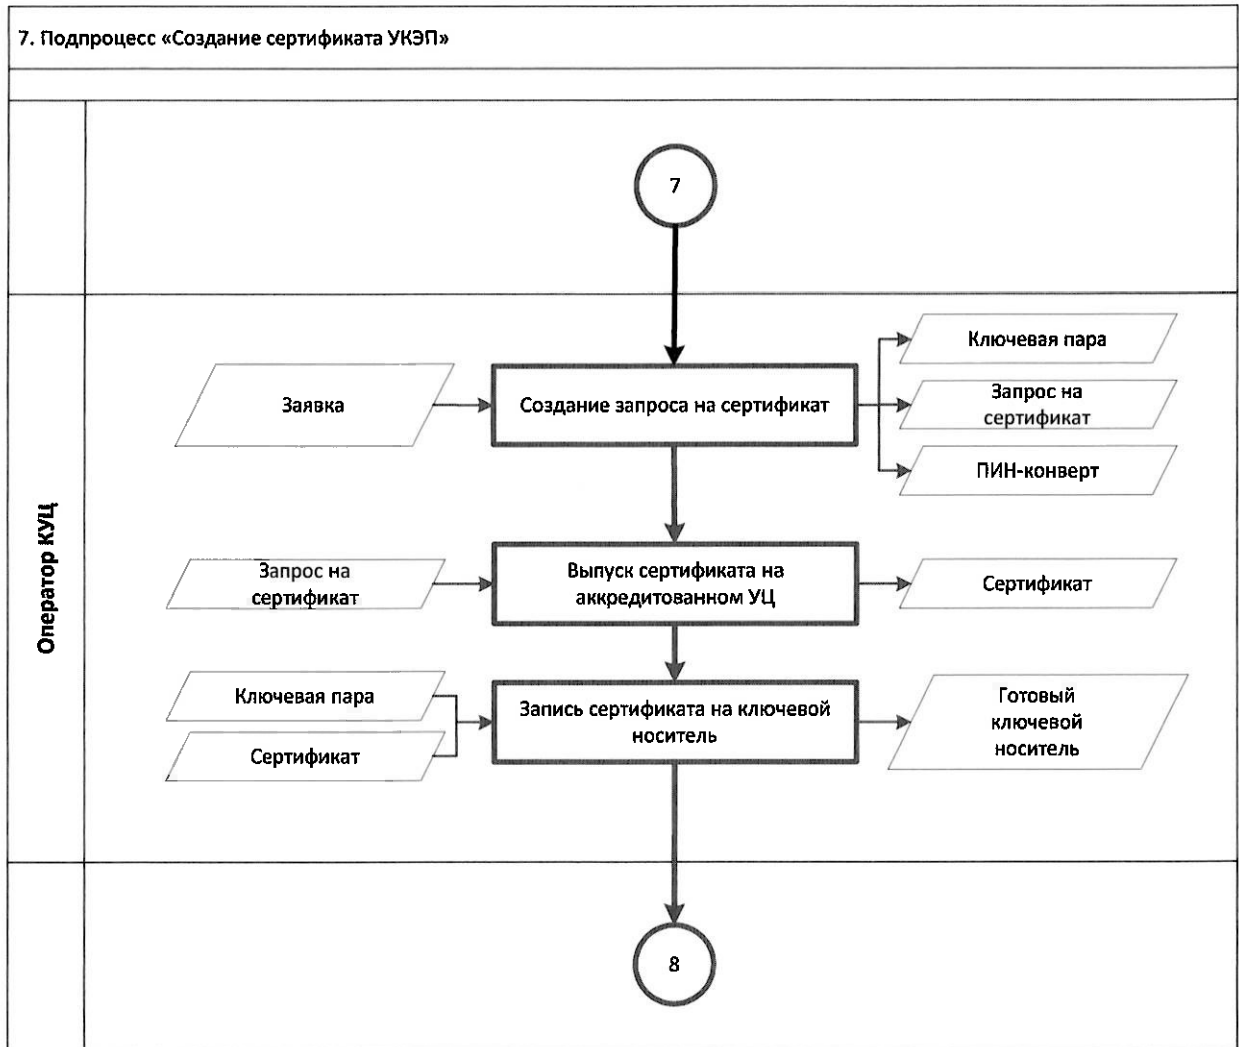 7. Подпроцесс «Создание сертификата УКЭП»
7
Оператор КУЦ
Заявка
Создание запроса на сертификат
Ключевая пара
Запрос на
сертификат
ПИН-конверт
Запрос на
сертификат
Выпуск сертификата на
аккредитованном УЦ
Сертификат
Ключевая пара
Сертификат
Запись сертификата на ключевой
носитель
Готовый
ключевой
носитель
8